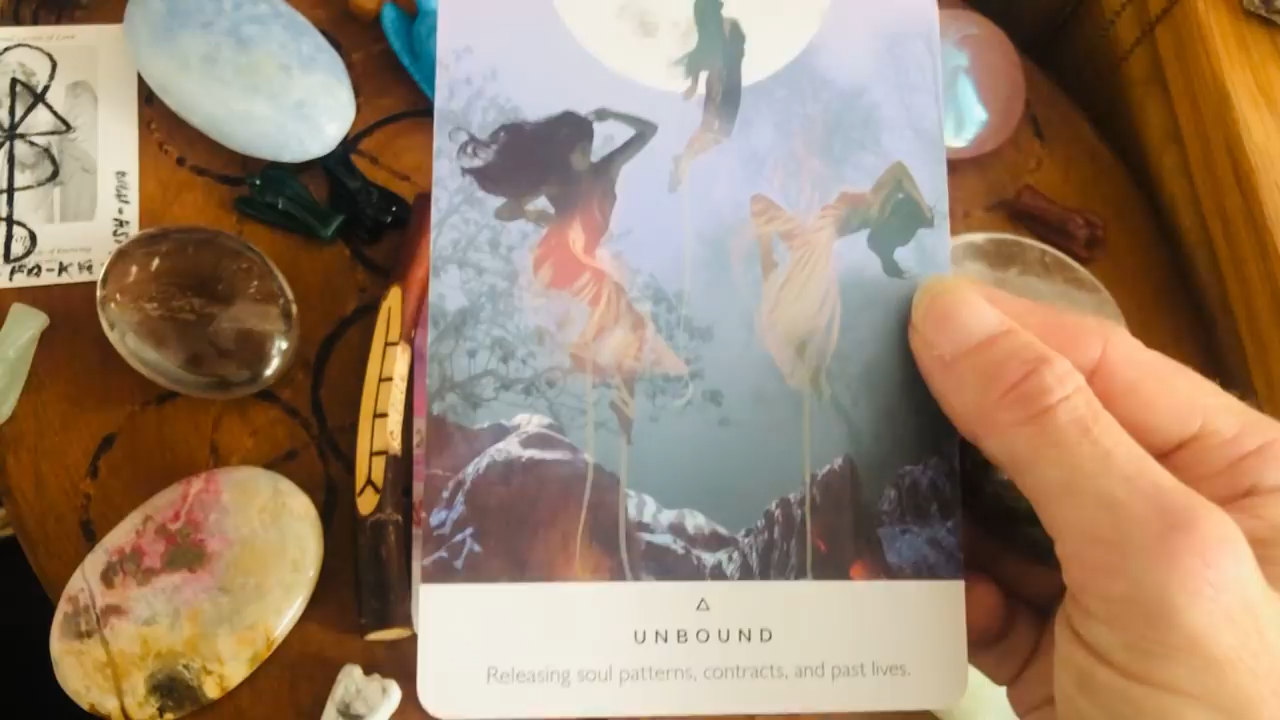 UNBOUND
Releasing soul patterns, contracts, and past lives.